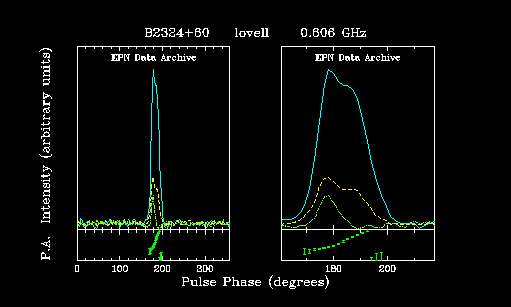 B2324+60 lovell 0.606 GHz
EPN Data Archive EPN Data Archive
P.A. Intensity (arbitrary units)
0 100 200 300 180 200
Pulse Phase (degrees)